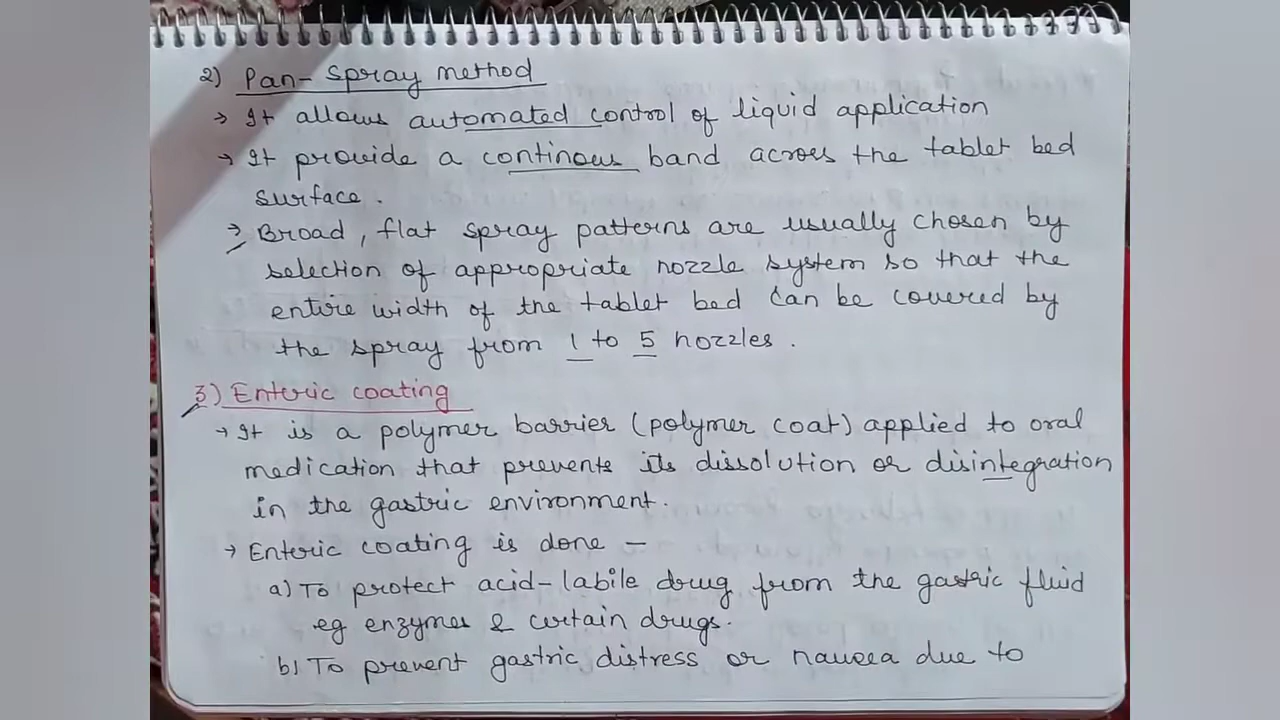 2) Pan-Spray method
→ It allows automated control of liquid application
→ It provide a continous band across the tablet bed
surface.
→ Broad, flat spray patterns are usually chosen by
selection of appropriate nozzle system so that the
entire width of the tablet bed can be covered by
the spray from 1 to 5 nozzles.
3) Enteric coating
→ It is a polymer barrier (polymer coat) applied to oral
medication that prevents its dissolution or disintegration
in the gastric environment.
→ Enteric coating is done —
a) To protect acid-labile drug from the gastric fluid
eg enzymes & certain drugs.
b) To prevent gastric distress or nausea due to